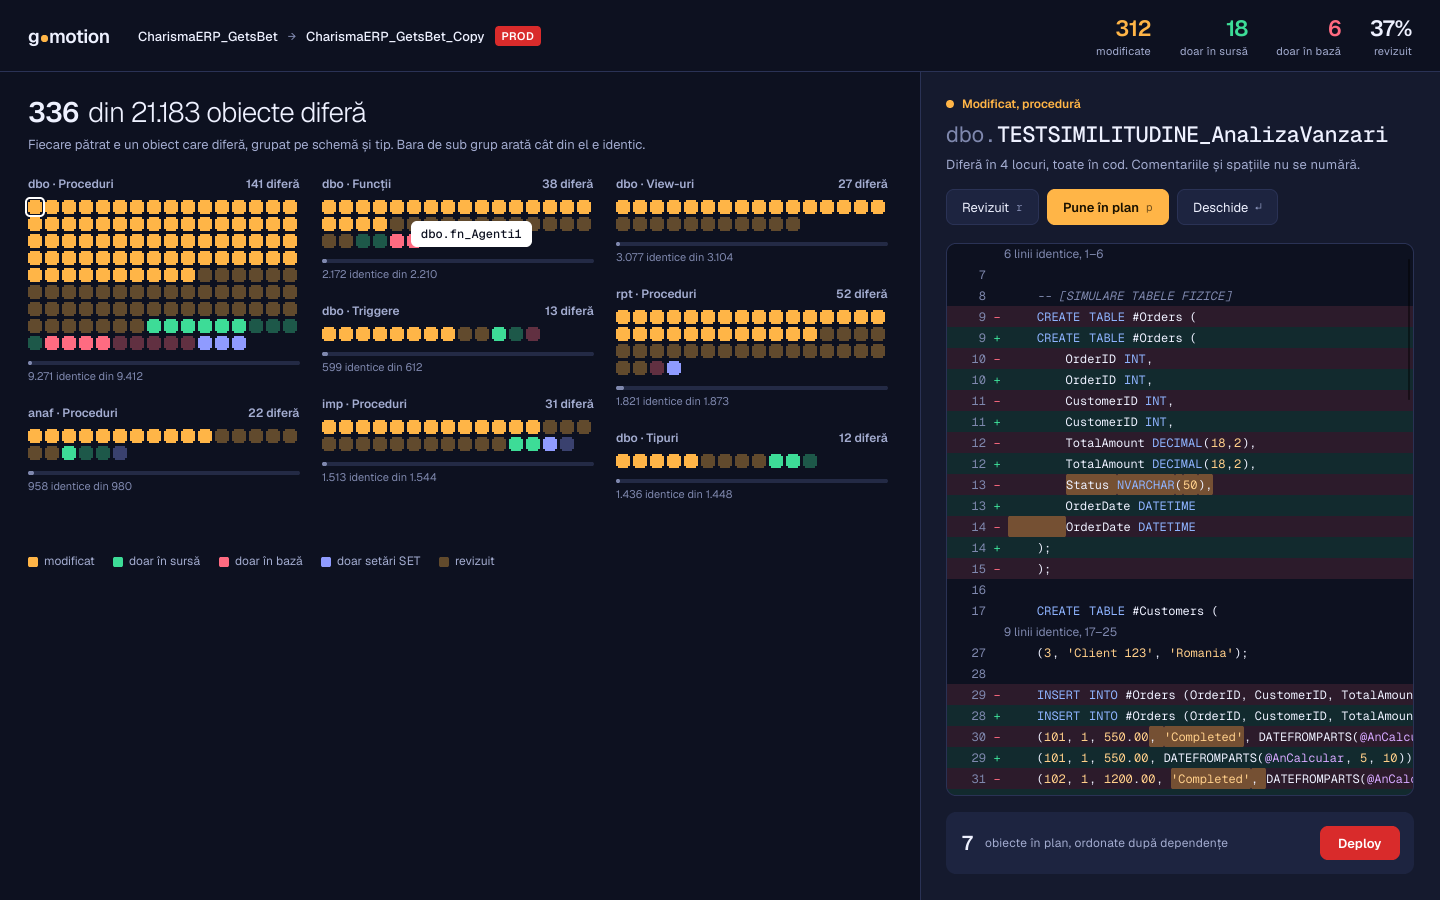 g•motion
CharismaERP_GetsBet → CharismaERP_GetsBet_Copy PROD
312 modificate
18 doar în sursă
6 doar în bază
37% revizuit
336 din 21.183 obiecte diferă
Fiecare pătrat e un obiect care diferă, grupat pe schemă și tip. Bara de sub grup arată cât din el e identic.
dbo · Proceduri 141 diferă
9.271 identice din 9.412
anaf · Proceduri 22 diferă
958 identice din 980
dbo · Funcții 38 diferă
dbo.fn_Agenti1
2.172 identice din 2.210
dbo · Triggere 13 diferă
599 identice din 612
imp · Proceduri 31 diferă
1.513 identice din 1.544
dbo · View-uri 27 diferă
3.077 identice din 3.104
rpt · Proceduri 52 diferă
1.821 identice din 1.873
dbo · Tipuri 12 diferă
1.436 identice din 1.448
modificat
doar în sursă
doar în bază
doar setări SET
revizuit
Modificat, procedură
dbo.TESTSIMILITUDINE_AnalizaVanzari
Diferă în 4 locuri, toate în cod. Comentariile și spațiile nu se numără.
Revizuit r
Pune în plan p
Deschide ↵
6 linii identice, 1–6
7
8 -- [SIMULARE TABELE FIZICE]
9 − CREATE TABLE #Orders (
9 + CREATE TABLE #Orders (
10 − OrderID INT,
10 + OrderID INT,
11 − CustomerID INT,
11 + CustomerID INT,
12 − TotalAmount DECIMAL(18,2),
12 + TotalAmount DECIMAL(18,2),
13 − Status NVARCHAR(50),
13 + OrderDate DATETIME
14 − OrderDate DATETIME
14 + );
15 − );
16
17 CREATE TABLE #Customers (
9 linii identice, 17–25
27 (3, 'Client 123', 'Romania');
28
29 − INSERT INTO #Orders (OrderID, CustomerID, TotalAmoun
28 + INSERT INTO #Orders (OrderID, CustomerID, TotalAmoun
30 − (101, 1, 550.00, 'Completed', DATEFROMPARTS(@AnCalcu
29 + (101, 1, 550.00, DATEFROMPARTS(@AnCalcular, 5, 10))
31 − (102, 1, 1200.00, 'Completed', DATEFROMPARTS(@AnCalc
7 obiecte în plan, ordonate după dependențe
Deploy